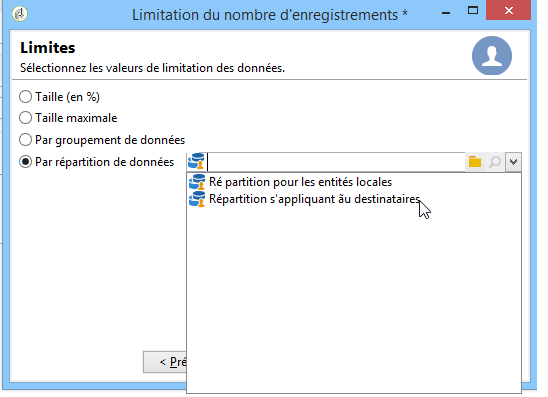 Limitation du nombre d'enregistrements *
Limites
Sélectionnez les valeurs de limitation des données.
Taille (en %)
Taille maximale
Par groupement de données
Par répartition de données
Ré partition pour les entités locales
Répartition s'appliquant ãu destinataires
< Pré